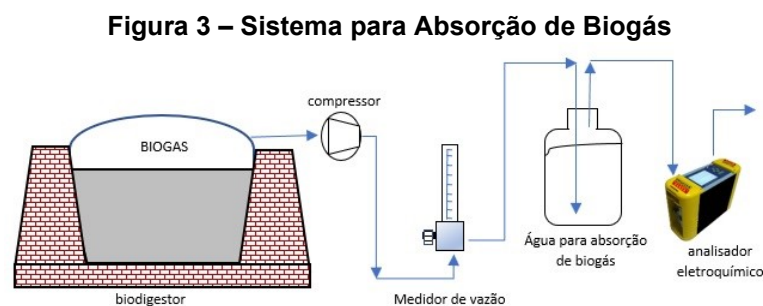 Figura 3 – Sistema para Absorção de Biogás
compressor
BIOGAS
Água para absorção
de biogás
analisador
eletroquímico
biodigestor
Medidor de vazão